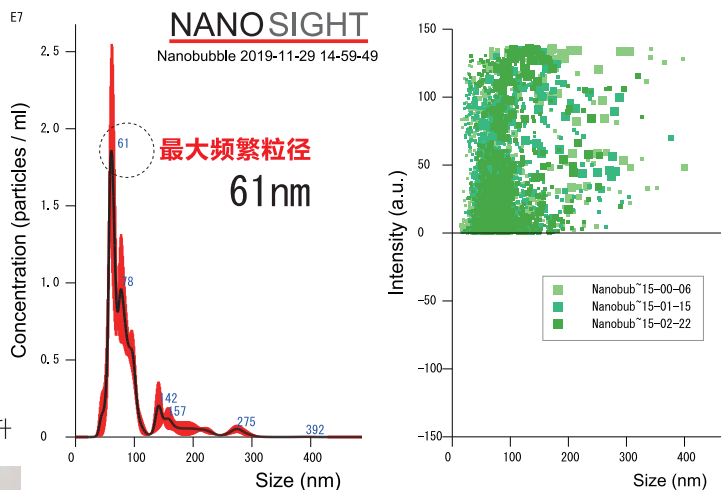 E7
NANOSIGHT
Nanobubble 2019-11-29 14-59-49
Concentration (particles / ml)
2.5
2.0
1.5
1.0
0.5
0
61
最大频繁粒径
61nm
78
142
157
275
392
0 100 200 300 400
Size (nm)
升
Intensity (a.u.)
150
100
50
0
−50
−100
−150
Nanobub~15-00-06
Nanobub~15-01-15
Nanobub~15-02-22
0 100 200 300 400
Size (nm)